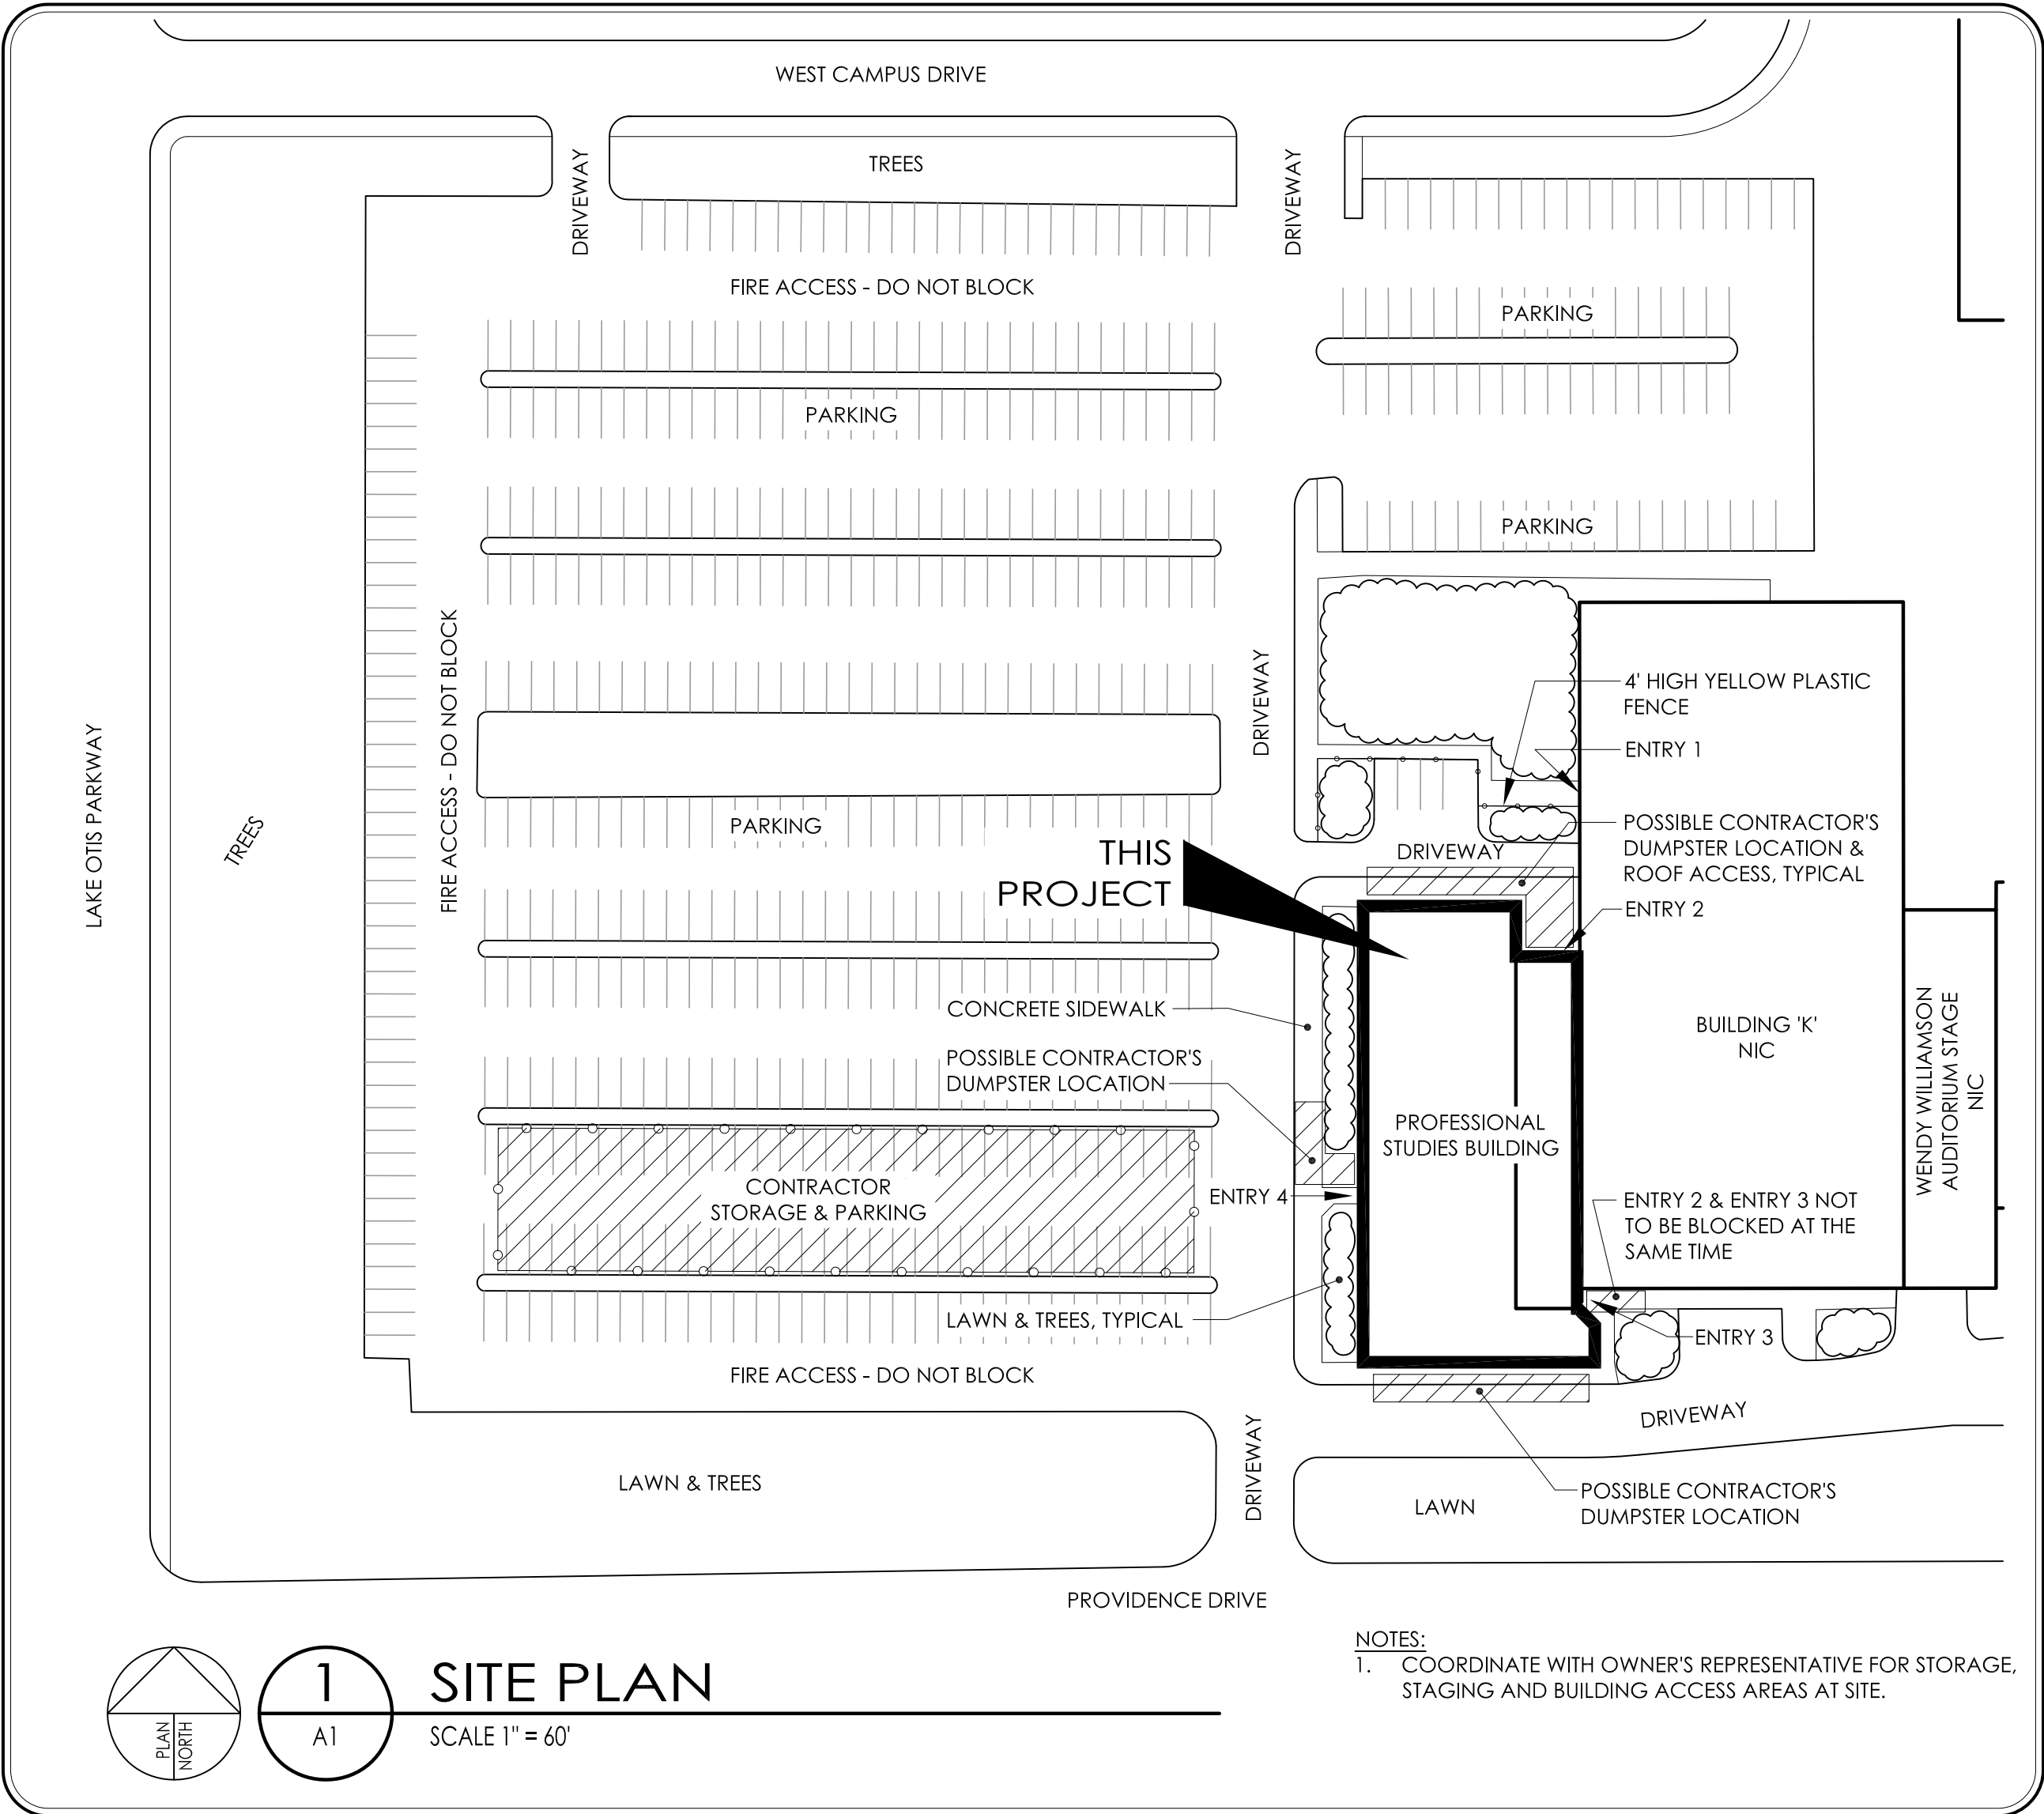 WEST CAMPUS DRIVE
TREES
DRIVEWAY
DRIVEWAY
FIRE ACCESS - DO NOT BLOCK
PARKING
PARKING
PARKING
FIRE ACCESS - DO NOT BLOCK
DRIVEWAY
4' HIGH YELLOW PLASTIC
FENCE
ENTRY 1
LAKE OTIS PARKWAY
TREES
PARKING
THIS
PROJECT
DRIVEWAY
POSSIBLE CONTRACTOR'S
DUMPSTER LOCATION &
ROOF ACCESS, TYPICAL
ENTRY 2
CONCRETE SIDEWALK
POSSIBLE CONTRACTOR'S
DUMPSTER LOCATION
BUILDING 'K'
NIC
WENDY WILLIAMSON
AUDITORIUM STAGE
NIC
PROFESSIONAL
STUDIES BUILDING
CONTRACTOR
STORAGE & PARKING
ENTRY 4
ENTRY 2 & ENTRY 3 NOT
TO BE BLOCKED AT THE
SAME TIME
LAWN & TREES, TYPICAL
ENTRY 3
FIRE ACCESS - DO NOT BLOCK
DRIVEWAY
DRIVEWAY
LAWN & TREES
LAWN
POSSIBLE CONTRACTOR'S
DUMPSTER LOCATION
PROVIDENCE DRIVE
PLAN
NORTH
1
A1
SITE PLAN
SCALE 1" = 60'
NOTES:
1. COORDINATE WITH OWNER'S REPRESENTATIVE FOR STORAGE,
STAGING AND BUILDING ACCESS AREAS AT SITE.